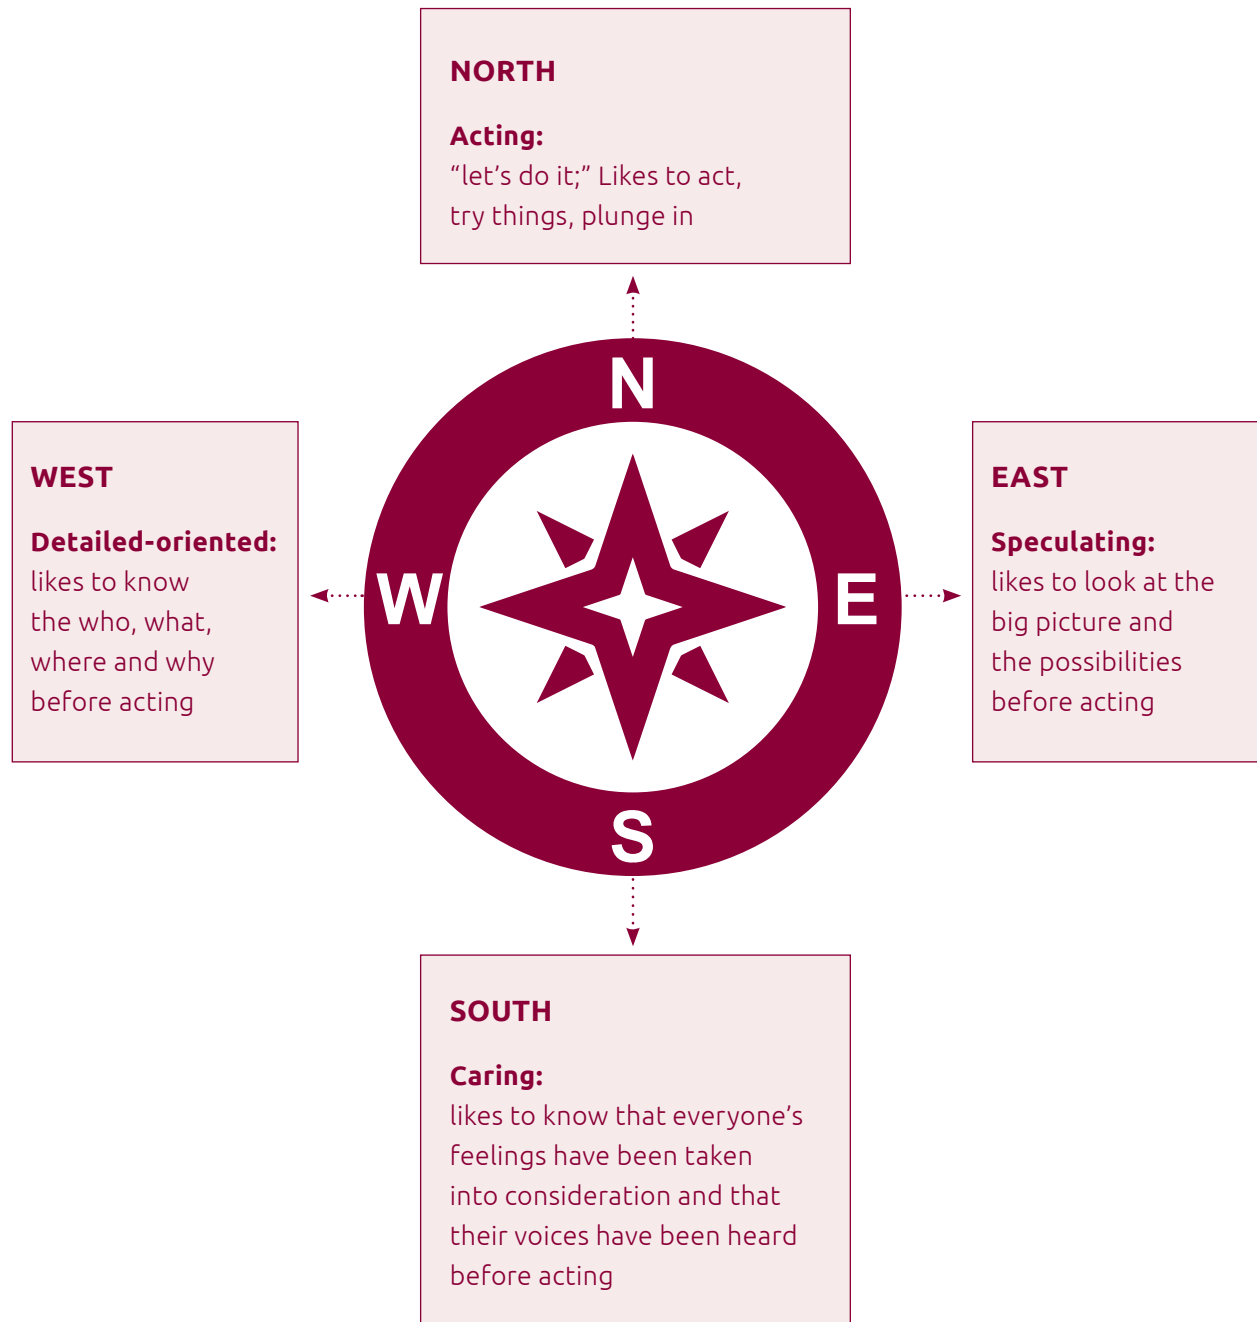 NORTH
Acting:
“let’s do it;” Likes to act,
try things, plunge in
N
WEST
Detailed-oriented:
likes to know
the who, what,
where and why
before acting
W
E
EAST
Speculating:
likes to look at the
big picture and
the possibilities
before acting
S
SOUTH
Caring:
likes to know that everyone’s
feelings have been taken
into consideration and that
their voices have been heard
before acting